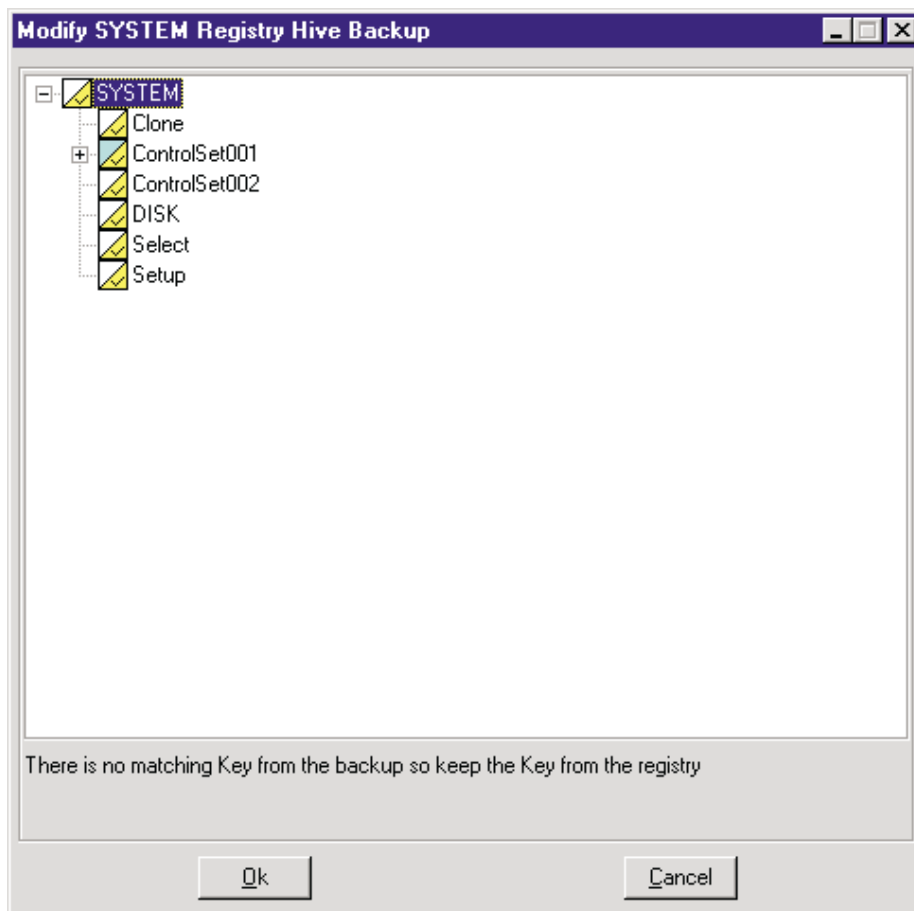 Modify SYSTEM Registry Hive Backup
SYSTEM
Clone
ControlSet001
ControlSet002
DISK
Select
Setup
There is no matching Key from the backup so keep the Key from the registry
Ok
Cancel